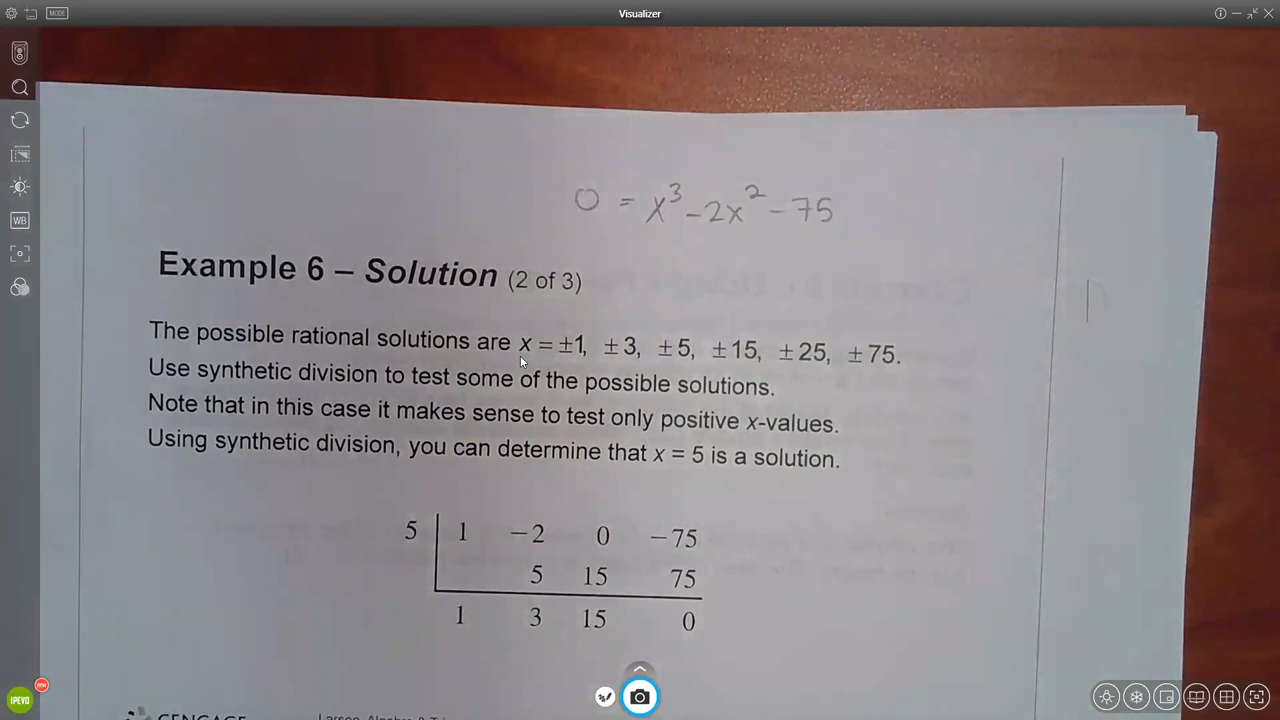 MODE
Visualizer
0 = x³ - 2x² - 75
Example 6 – Solution (2 of 3)
The possible rational solutions are x = ±1, ±3, ±5, ±15, ±25, ±75.
Use synthetic division to test some of the possible solutions.
Note that in this case it makes sense to test only positive x-values.
Using synthetic division, you can determine that x = 5 is a solution.
5 | 1 −2 0 −75
5 15 75
1 3 15 0
WB
IPEVO
new
CENGAGE